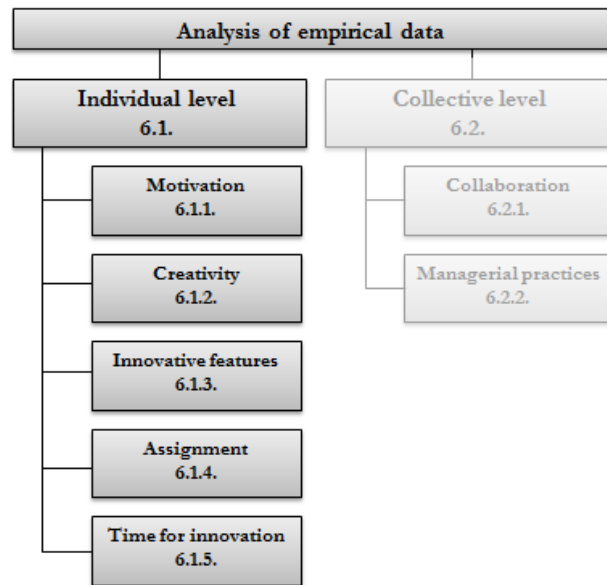 Analysis of empirical data
Individual level
6.1.
Motivation
6.1.1.
Creativity
6.1.2.
Innovative features
6.1.3.
Assignment
6.1.4.
Time for innovation
6.1.5.
Collective level
6.2.
Collaboration
6.2.1.
Managerial practices
6.2.2.